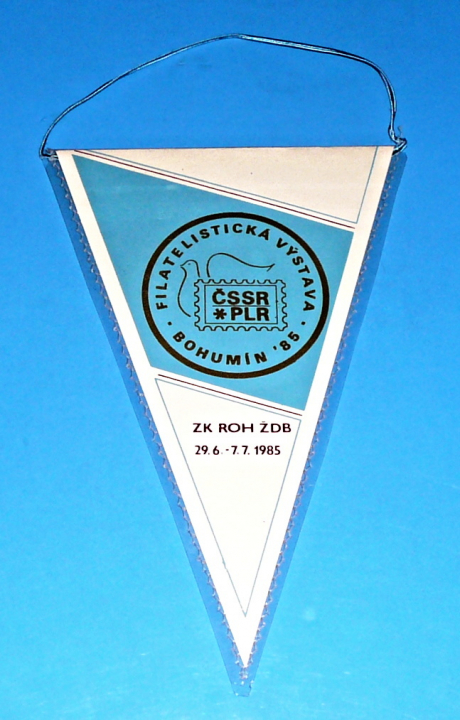 FILATELISTICKÁ VÝSTAVA
ČSSR
*PLR
· BOHUMÍN '85 ·
ZK ROH ŽDB
29. 6. - 7. 7. 1985